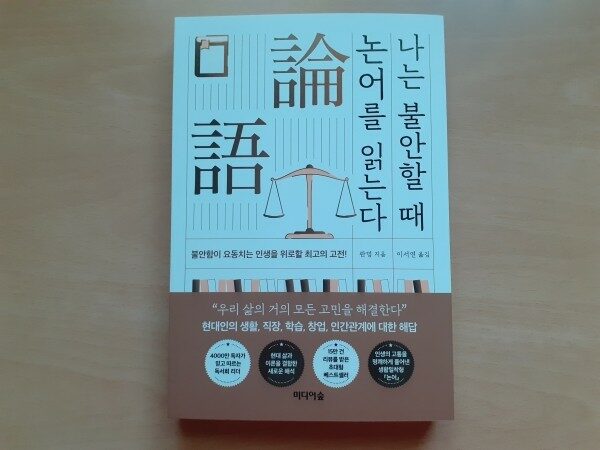 論語
나는 불안할 때
논어를 읽는다
판덩 지음 이서연 옮김
불안함이 요동치는 인생을 위로할 최고의 고전!
“우리 삶의 거의 모든 고민을 해결한다”
현대인의 생활, 직장, 학습, 창업, 인간관계에 대한 해답
4000만 독자가
믿고 따르는
독서회 리더
현대 삶과
이론을 결합한
새로운 해석
15만 건
리뷰를 받은
초대형
베스트셀러
인생의 고통을
명쾌하게 풀어낸
생활밀착형
『논어』
미디어숲